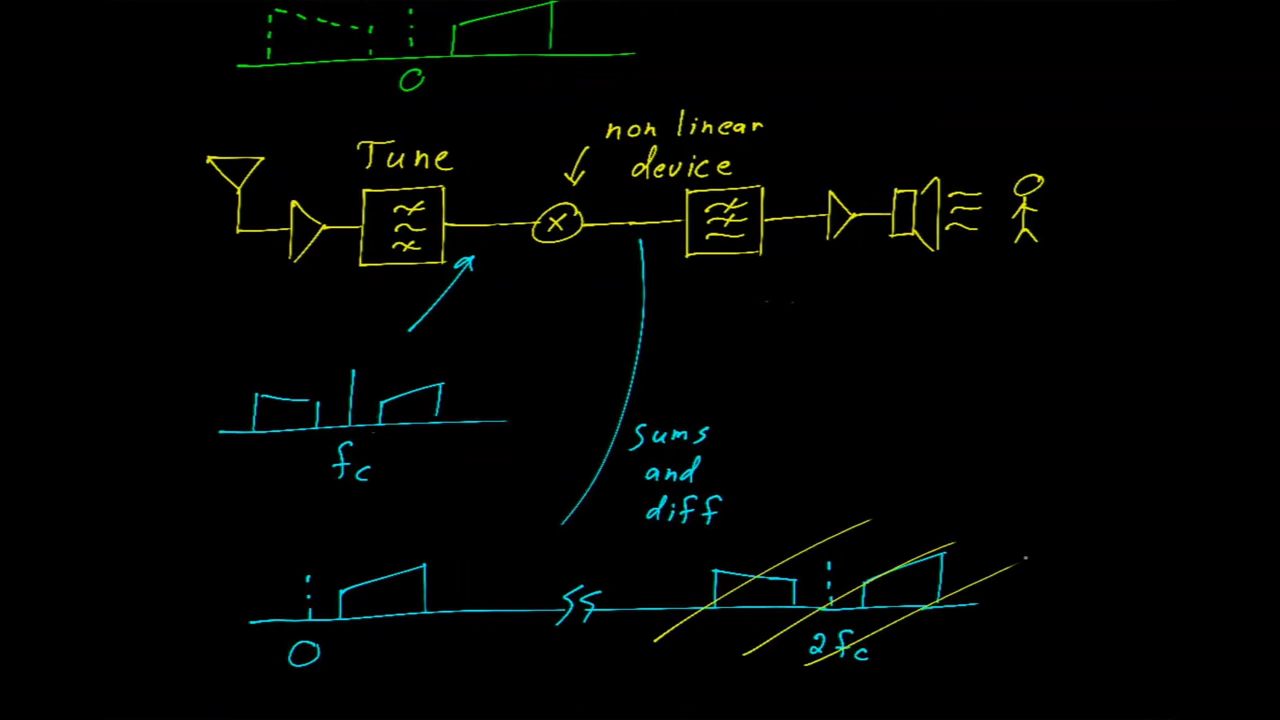 0
non linear
Tune
device
fc
sums
and
diff
0
2fc